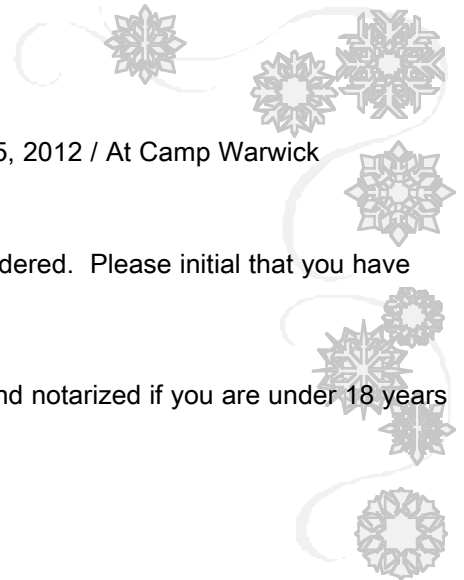 5, 2012 / At Camp Warwick
dered. Please initial that you have
nd notarized if you are under 18 years